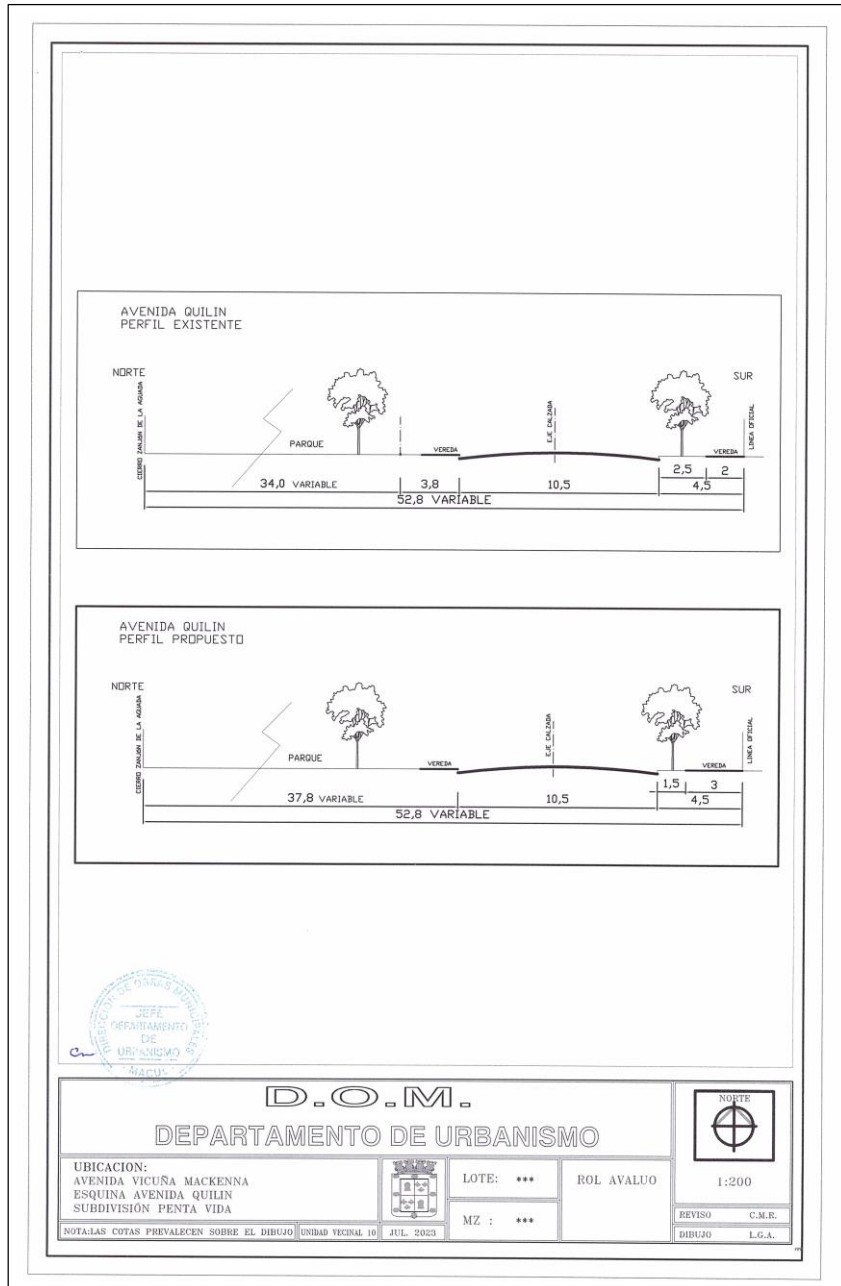 AVENIDA QUILIN
PERFIL EXISTENTE
NORTE
SUR
CIERRO ZANJON DE LA AGUADA
PARQUE
VEREDA
EJE CALZADA
VEREDA
LINEA OFICIAL
2,5
2
34,0 VARIABLE
3,8
10,5
4,5
52,8 VARIABLE
AVENIDA QUILIN
PERFIL PROPUESTO
NORTE
SUR
CIERRO ZANJON DE LA AGUADA
PARQUE
VEREDA
EJE CALZADA
VEREDA
LINEA OFICIAL
1,5
3
37,8 VARIABLE
10,5
4,5
52,8 VARIABLE
DIRECCION DE OBRAS MUNICIPALES
JEFE
DEPARTAMENTO
DE
URBANISMO
MACUL
D.O.M.
DEPARTAMENTO DE URBANISMO
NORTE
UBICACION:
AVENIDA VICUÑA MACKENNA
ESQUINA AVENIDA QUILIN
SUBDIVISIÓN PENTA VIDA
LOTE: ***
ROL AVALUO
1:200
MZ : ***
REVISO C.M.R.
NOTA:LAS COTAS PREVALECEN SOBRE EL DIBUJO
UNIDAD VECINAL 10
JUL. 2023
DIBUJO L.G.A.